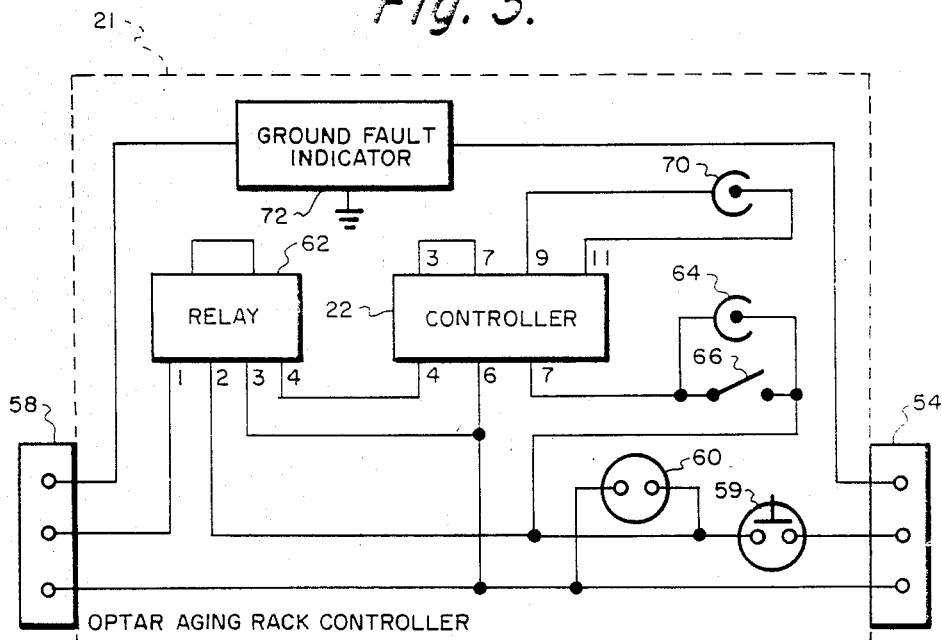 Fig. 3.
21
GROUND FAULT
INDICATOR
72
70
62
3 7 9 11
64
RELAY
22
CONTROLLER
66
1 2 3 4
4 6 7
58
54
60
59
OPTAR AGING RACK CONTROLLER